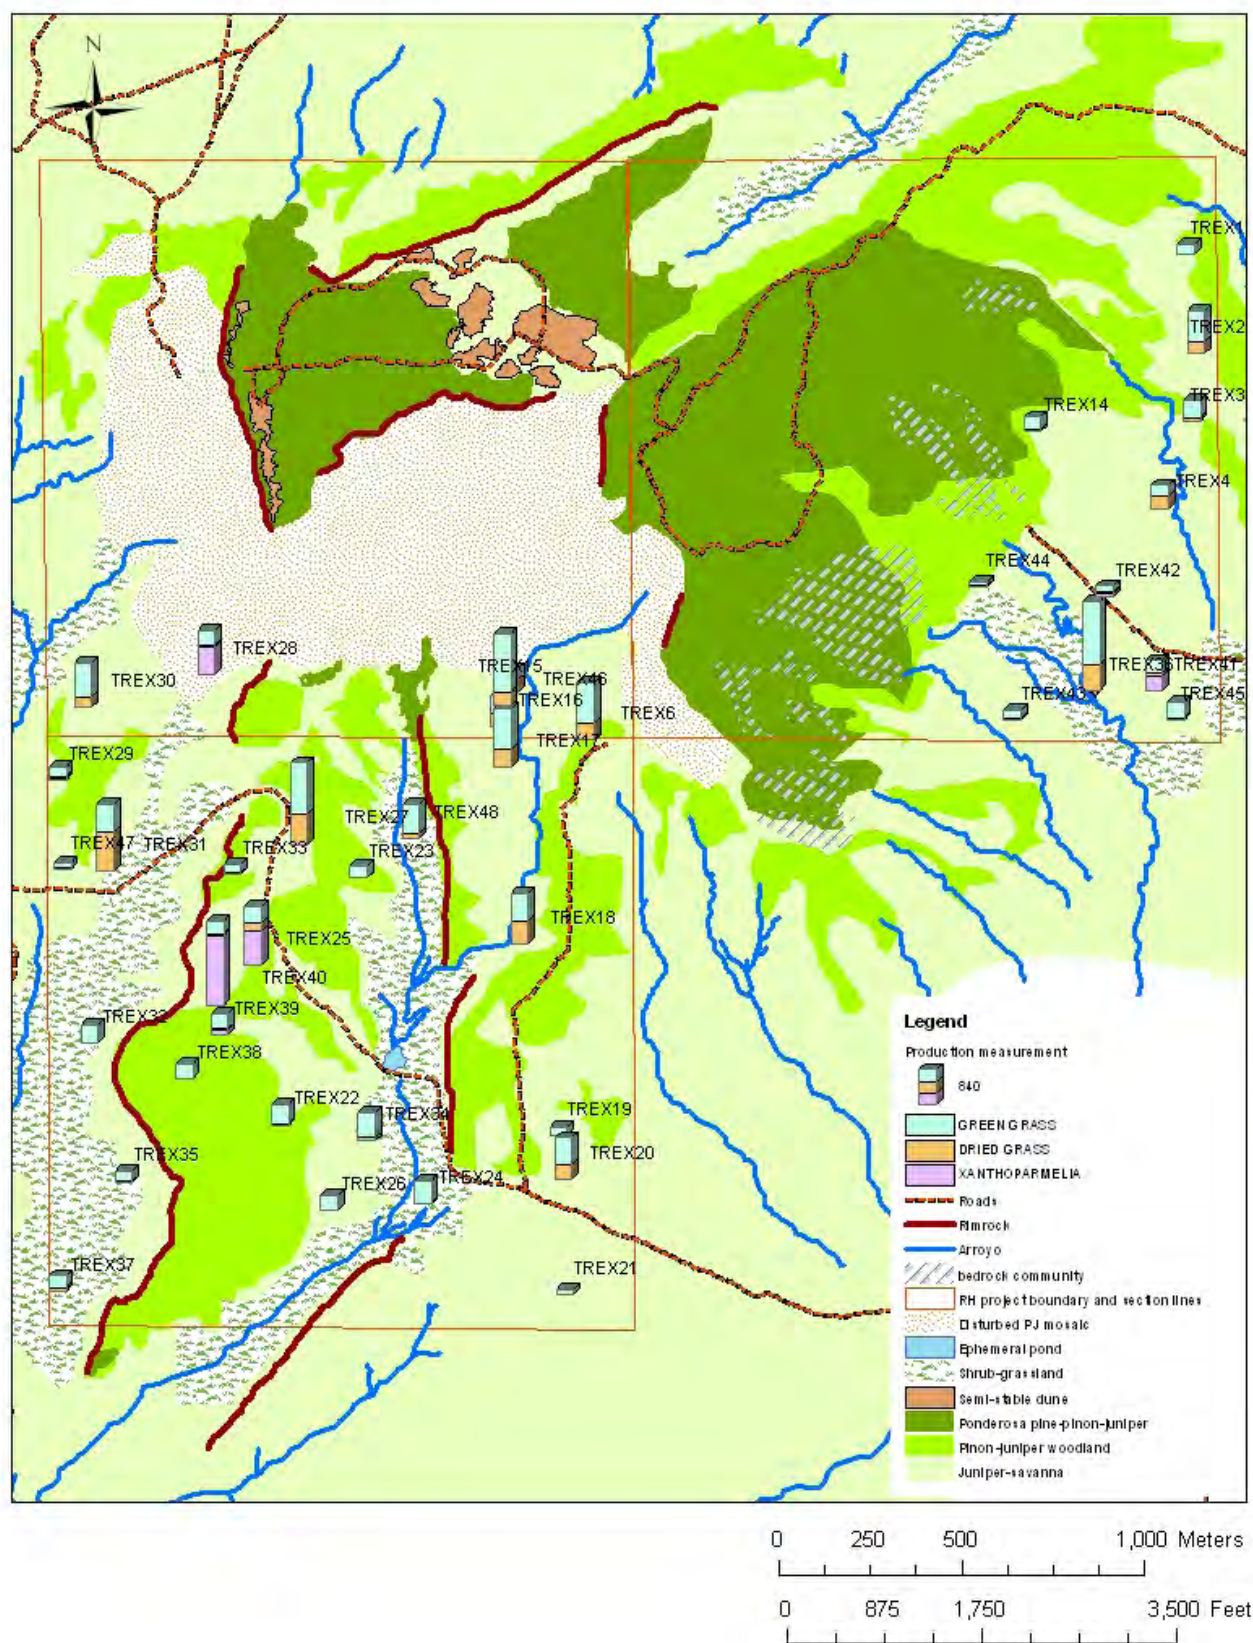 N
TREX1
TREX2
TREX3
TREX14
TREX4
TREX44
TREX42
TREX28
TREX15
TREX30
TREX46
TREX36
TREX41
TREX16
TREX43
TREX45
TREX6
TREX17
TREX29
TREX27
TREX48
TREX47
TREX31
TREX33
TREX23
TREX18
TREX25
TREX40
TREX39
TREX32
TREX38
TREX22
TREX34
TREX19
TREX20
TREX35
TREX26
TREX24
TREX37
TREX21
Legend
Production measurement
840
GREEN GRASS
DRIED GRASS
XANTHOPARMELIA
Roads
Rimrock
Arroyo
bedrock community
RH project boundary and section lines
Disturbed PJ mosaic
Ephemeral pond
Shrub-grassland
Semi-stable dune
Ponderosa pine-pinon-juniper
Pinon-juniper woodland
Juniper-savanna
0 250 500 1,000 Meters
0 875 1,750 3,500 Feet